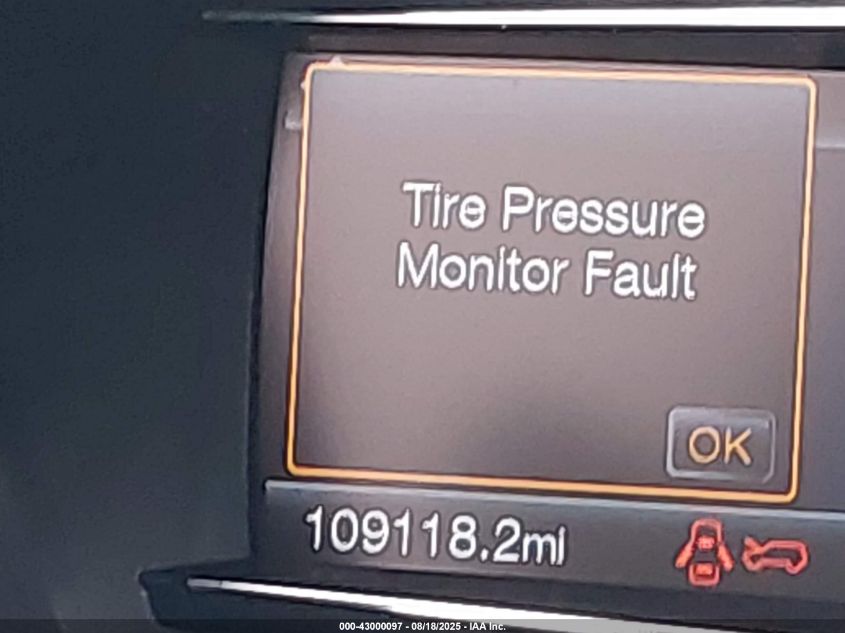 Tire Pressure
Monitor Fault
OK
109118.2mi
000-43000097 - 08/18/2025 - IAA Inc.